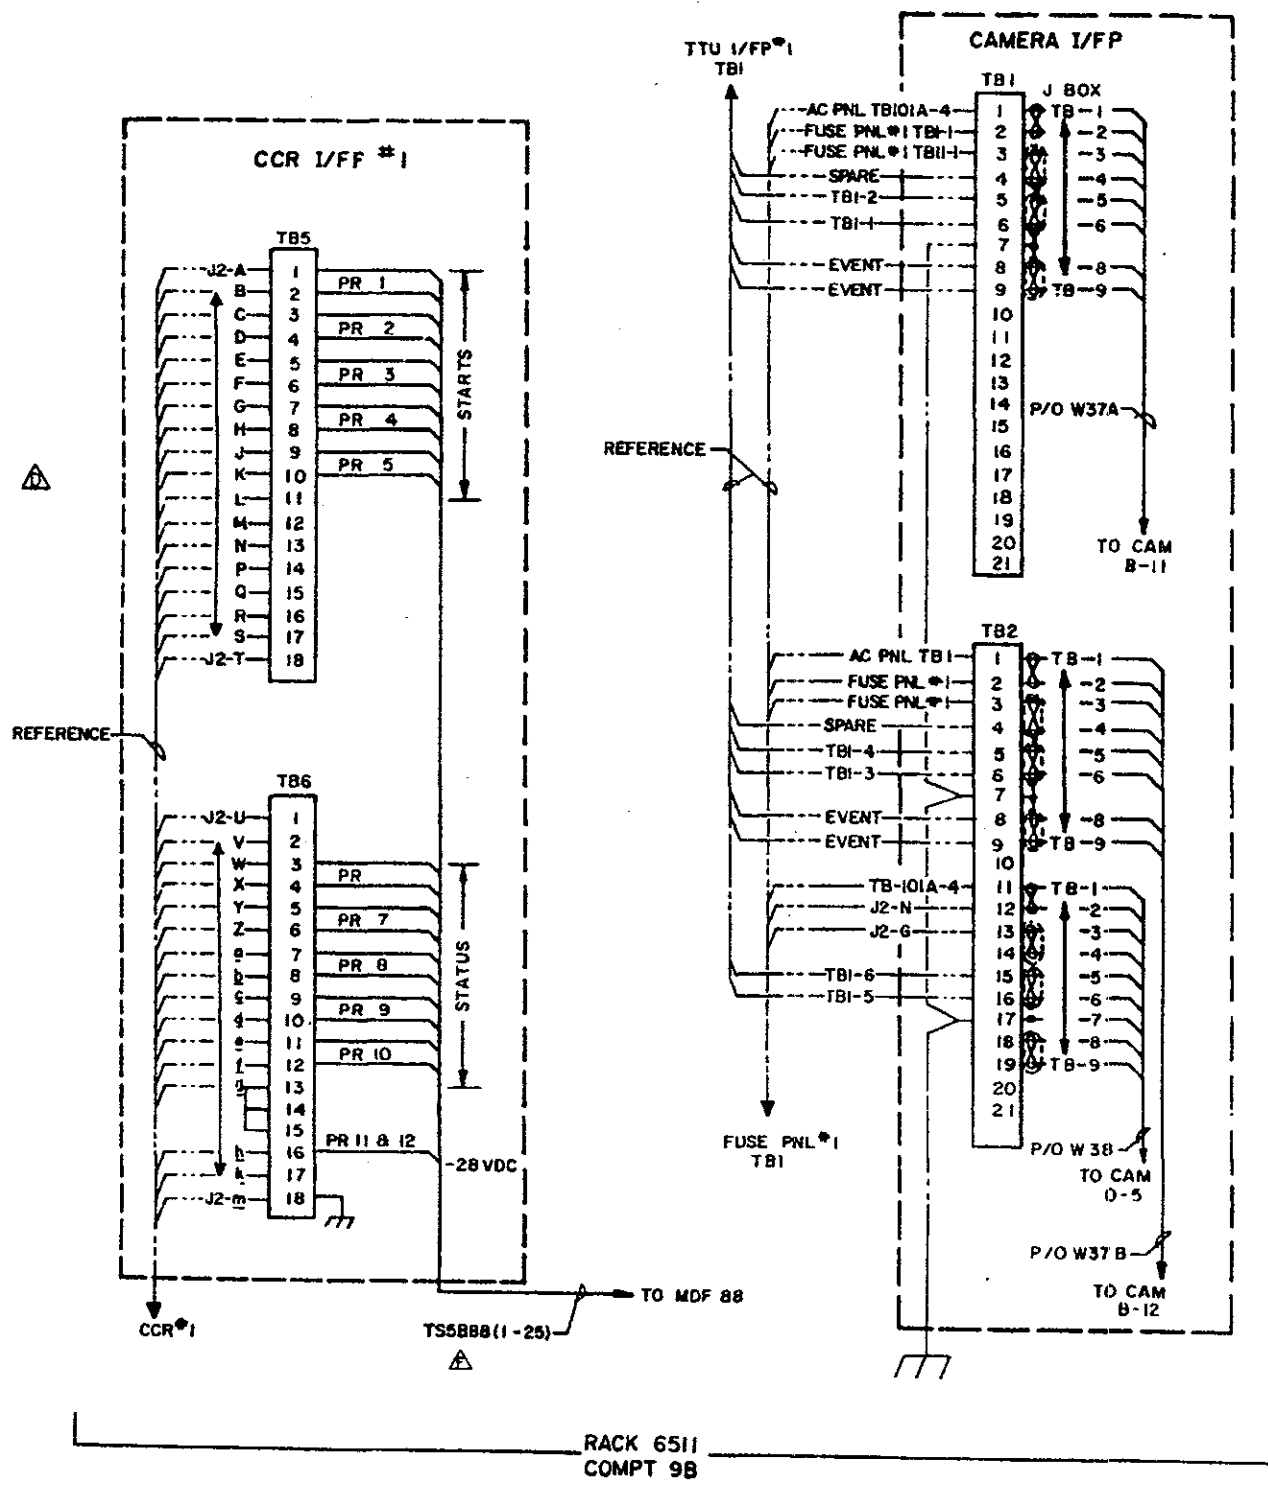 CCR I/FF #1
TB5
J2-A 1
B 2 PR 1
C 3
D 4 PR 2
E 5
F 6 PR 3
G 7
H 8 PR 4
J 9
K 10 PR 5
L 11
M 12
N 13
P 14
Q 15
R 16
S 17
J2-T 18
STARTS
D
REFERENCE
TB6
J2-U 1
V 2
W 3
X 4 PR
Y 5
Z 6 PR 7
a 7
b 8 PR 8
c 9
d 10 PR 9
e 11
f 12 PR 10
g 13
14
15
h 16 PR 11 & 12
k 17
J2-m 18
STATUS
-28 VDC
CCR#1
TO MDF 88
TS5BB8(1-25)
F
TTU I/FP#1
TB1
REFERENCE
FUSE PNL#1
TB1
CAMERA I/FP
TB1
J BOX
AC PNL TB101A-4 1 TB-1
FUSE PNL#1 TB1-1 2 -2
FUSE PNL#1 TB11-1 3 -3
SPARE 4 -4
TB1-2 5 -5
TB1-1 6 -6
7
EVENT 8 -8
EVENT 9 TB-9
10
11
12
13
14
15
16
17
18
19
20
21
P/O W37A
TO CAM
B-11
TB2
AC PNL TB1 1 TB-1
FUSE PNL#1 2 -2
FUSE PNL#1 3 -3
SPARE 4 -4
TB1-4 5 -5
TB1-3 6 -6
7
EVENT 8 -8
EVENT 9 TB-9
10
TB-101A-4 11 TB-1
J2-N 12 -2
J2-G 13 -3
14 -4
TB1-6 15 -5
TB1-5 16 -6
17 -7
18 -8
19 TB-9
20
21
P/O W38
TO CAM
D-5
P/O W37B
TO CAM
B-12
RACK 6511
COMPT 9B